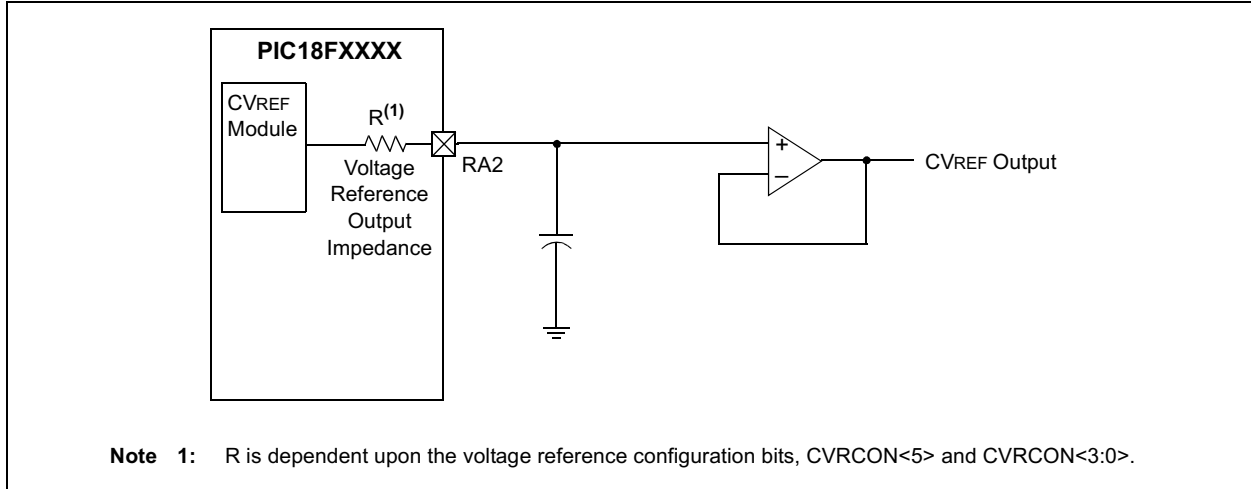 PIC18FXXXX
CVREF
Module
R(1)
Voltage
Reference
Output
Impedance
RA2
+
–
CVREF Output
Note 1: R is dependent upon the voltage reference configuration bits, CVRCON<5> and CVRCON<3:0>.